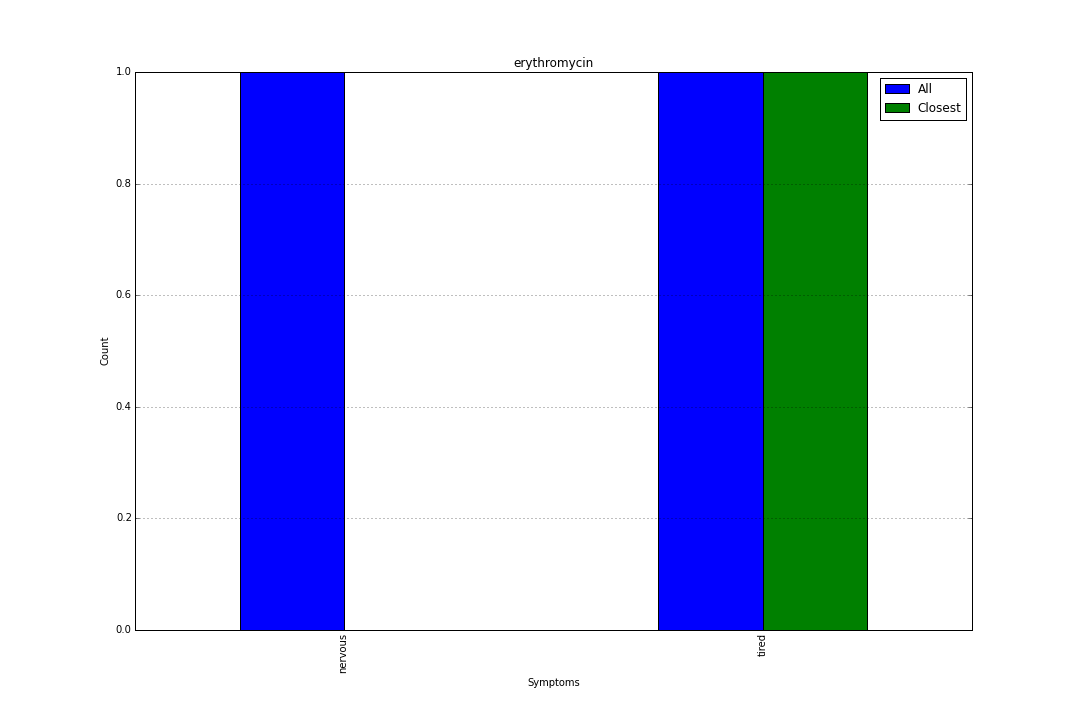 erythromycin
1.0
0.8
0.6
0.4
0.2
0.0
Count
All
Closest
nervous
tired
Symptoms